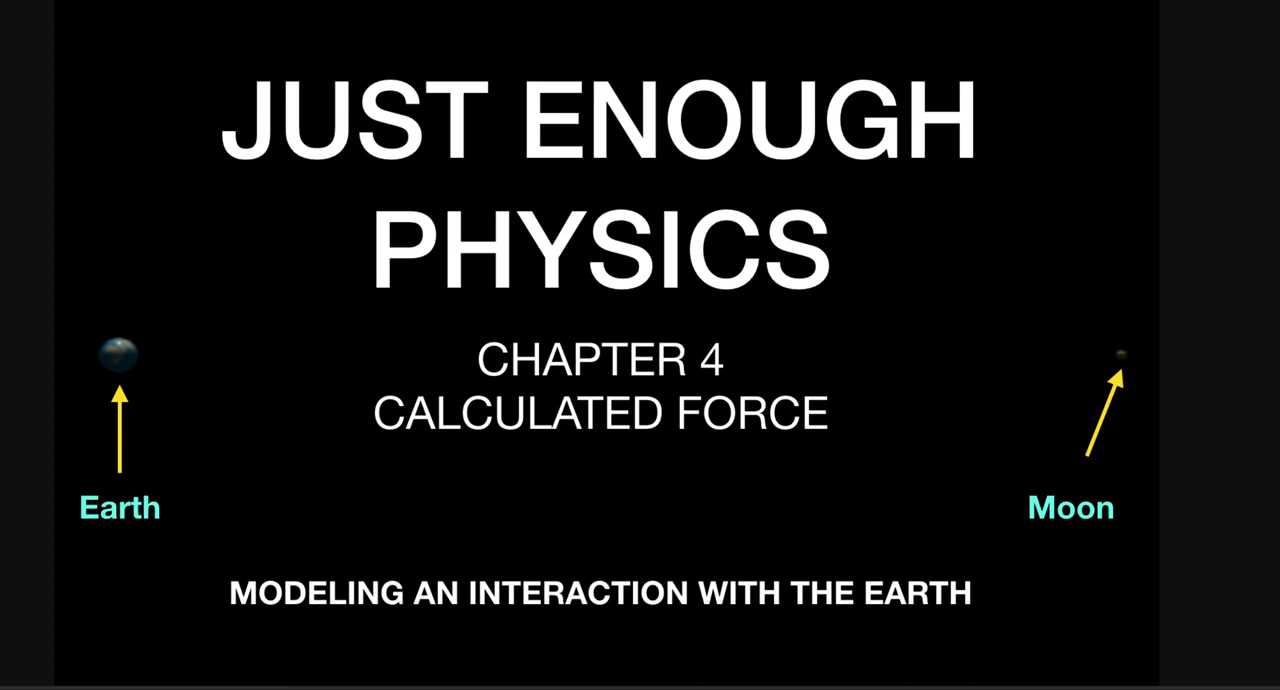 JUST ENOUGH
PHYSICS
CHAPTER 4
CALCULATED FORCE
Earth
Moon
MODELING AN INTERACTION WITH THE EARTH